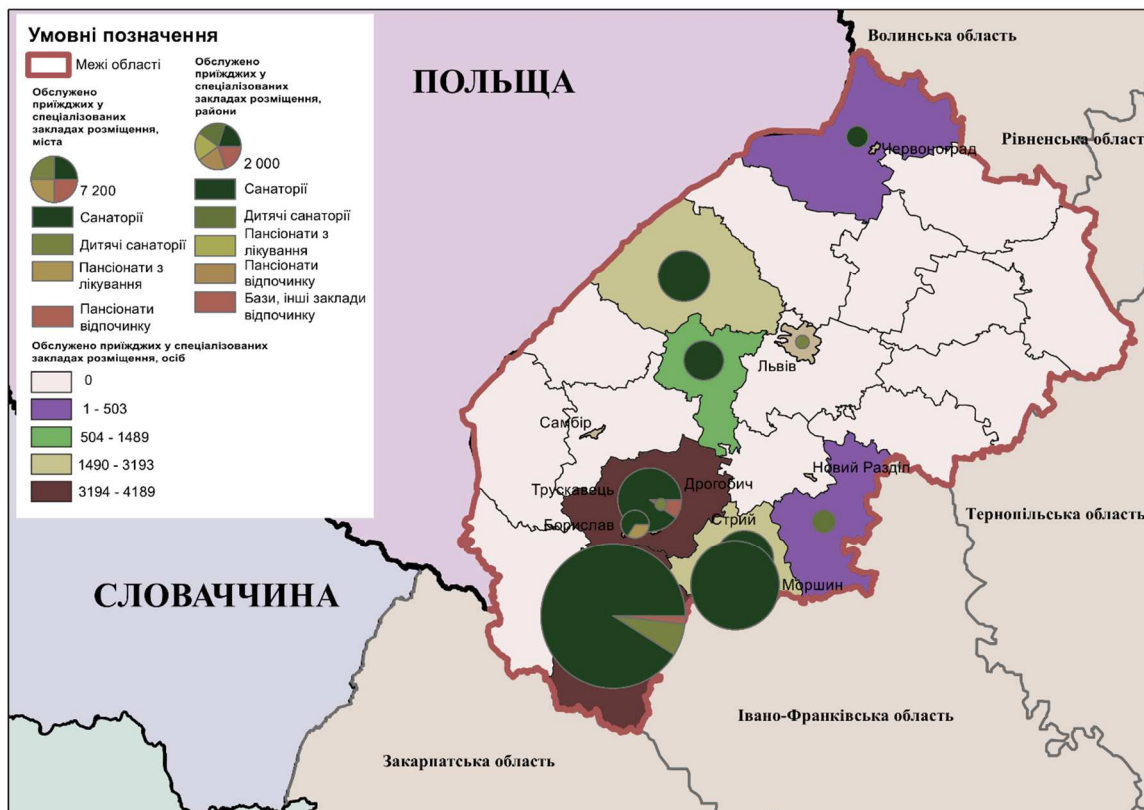 Умовні позначення
Межі області
Обслужено
приїжджих у
спеціалізованих
закладах розміщення,
міста
7 200
Санаторії
Дитячі санаторії
Пансіонати з
лікування
Пансіонати
відпочинку
Обслужено
приїжджих у
спеціалізованих
закладах розміщення,
райони
2 000
Санаторії
Дитячі санаторії
Пансіонати з
лікування
Пансіонати
відпочинку
Бази, інші заклади
відпочинку
Обслужено приїжджих у спеціалізованих
закладах розміщення, осіб
0
1 - 503
504 - 1489
1490 - 3193
3194 - 4189
ПОЛЬЩА
Волинська область
Рівненська область
Червоноград
Львів
Самбір
Новий Разділ
Трускавець
Дрогобич
Борислав
Стрий
Тернопільська область
Моршин
СЛОВАЧЧИНА
Івано-Франківська область
Закарпатська область